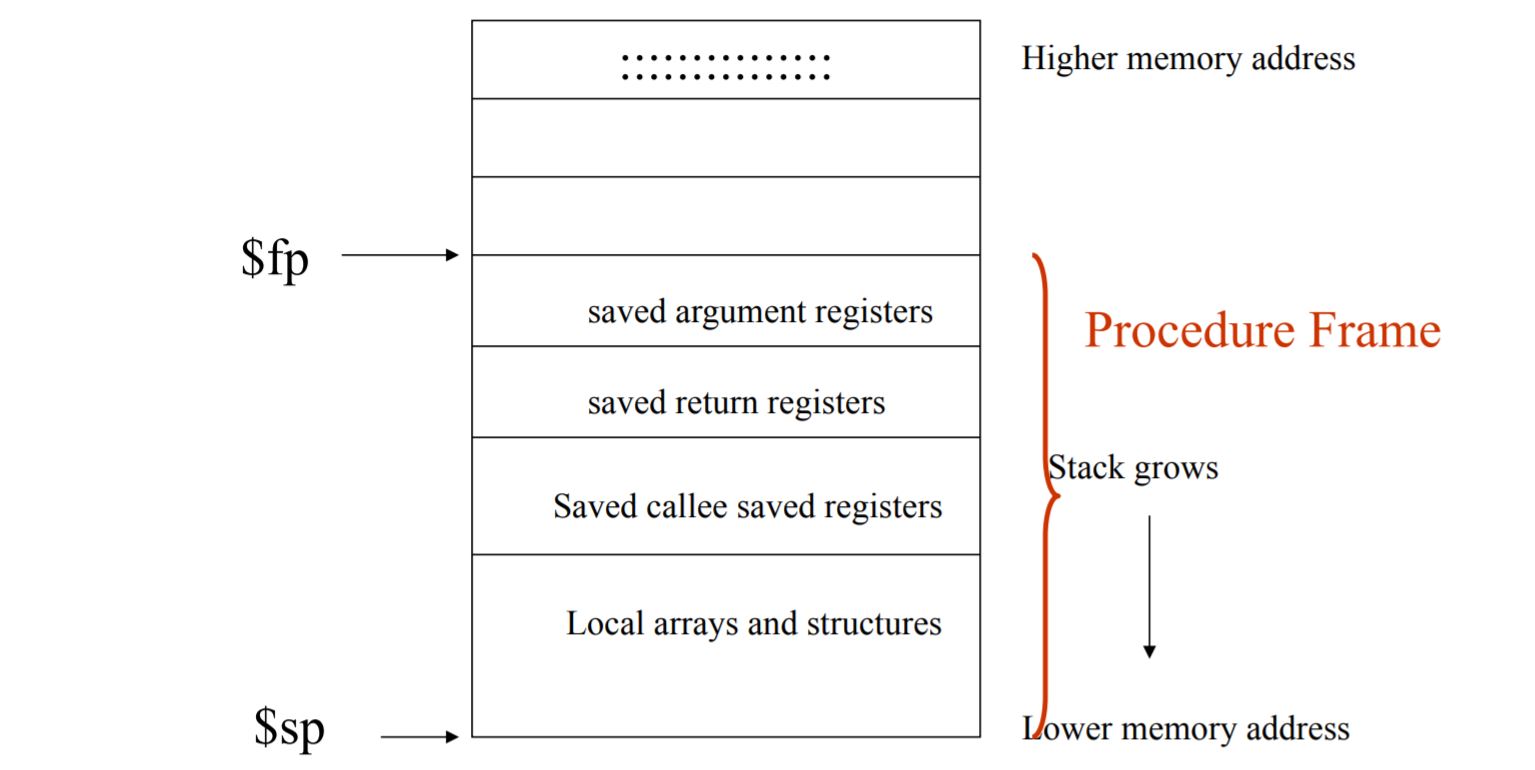 Higher memory address
$fp
saved argument registers
Procedure Frame
saved return registers
Stack grows
Saved callee saved registers
Local arrays and structures
$sp
Lower memory address